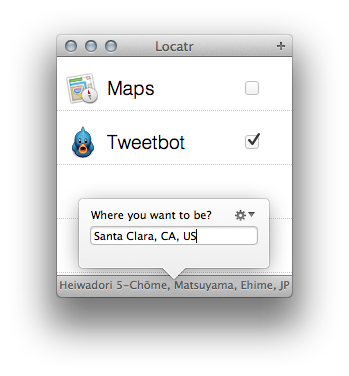 Locatr
Maps
Tweetbot
Where you want to be?
Santa Clara, CA, US
Heiwadori 5-Chōme, Matsuyama, Ehime, JP